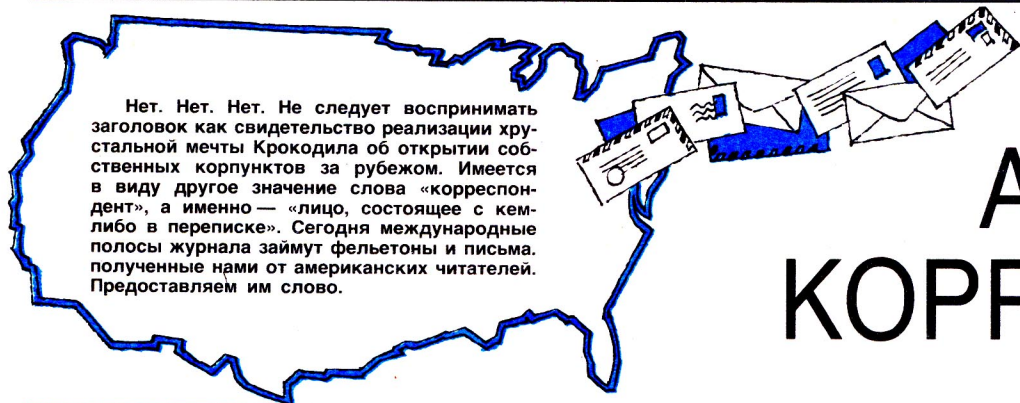 Нет. Нет. Нет. Не следует воспринимать
заголовок как свидетельство реализации хру-
стальной мечты Крокодила об открытии соб-
ственных корпунктов за рубежом. Имеется
в виду другое значение слова «корреспон-
дент», а именно — «лицо, состоящее с кем-
либо в переписке». Сегодня международные
полосы журнала займут фельетоны и письма.
полученные нами от американских читателей.
Предоставляем им слово.
А
КОРР